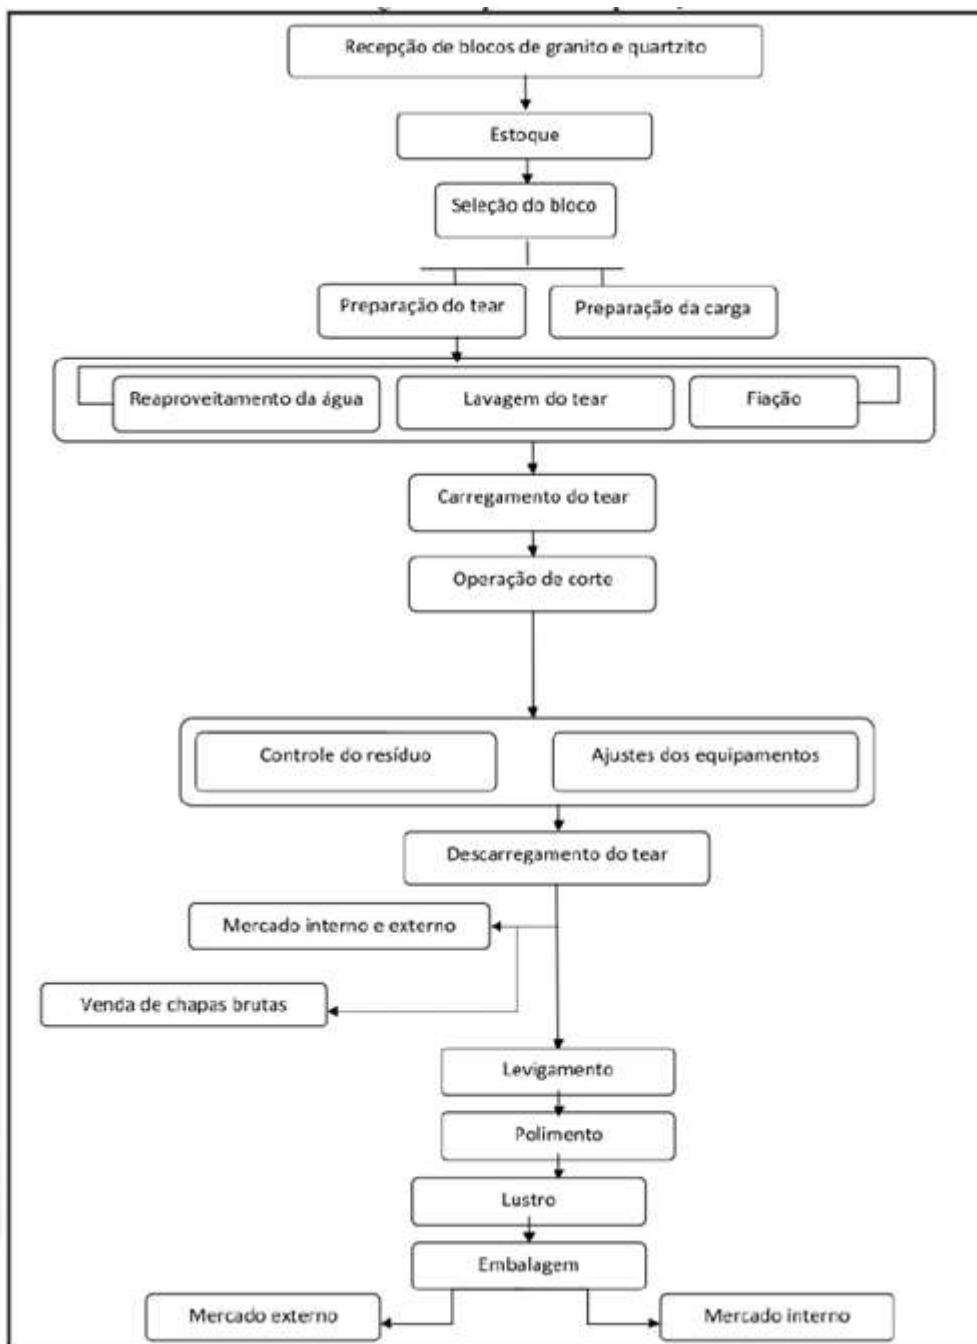 Recepção de blocos de granito e quartzito
Estoque
Seleção do bloco
Preparação do tear
Preparação da carga
Reaproveitamento da água
Lavagem do tear
Fiação
Carregamento do tear
Operação de corte
Controle do resíduo
Ajustes dos equipamentos
Descarregamento do tear
Mercado interno e externo
Venda de chapas brutas
Levigamento
Polimento
Lustro
Embalagem
Mercado externo
Mercado interno